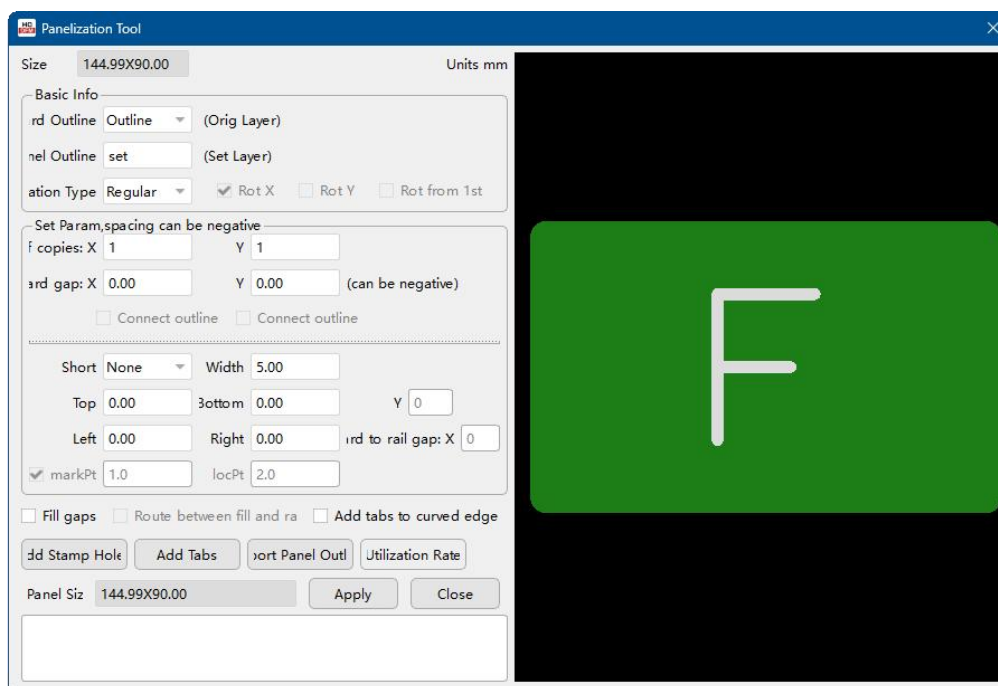 HQ DFM Panelization Tool
Size 144.99X90.00 Units mm
Basic Info
rd Outline Outline (Orig Layer)
nel Outline set (Set Layer)
ation Type Regular Rot X Rot Y Rot from 1st
Set Param,spacing can be negative
f copies: X 1 Y 1
ard gap: X 0.00 Y 0.00 (can be negative)
Connect outline Connect outline
Short None Width 5.00
Top 0.00 Bottom 0.00 Y 0
Left 0.00 Right 0.00 ird to rail gap: X 0
markPt 1.0 locPt 2.0
Fill gaps Route between fill and ra Add tabs to curved edge
dd Stamp Hole Add Tabs port Panel Outl Utilization Rate
Panel Siz 144.99X90.00 Apply Close
F